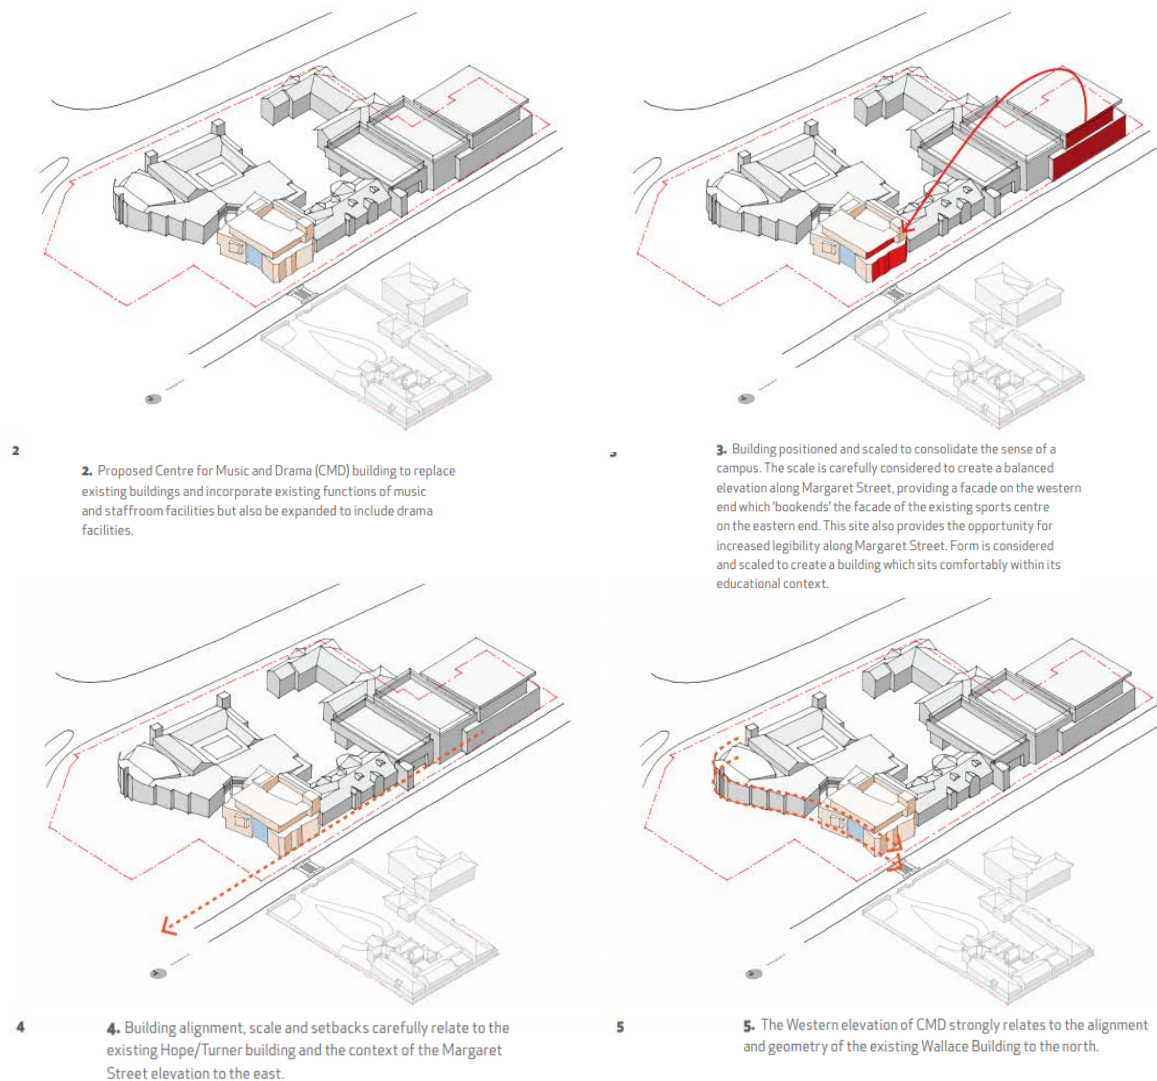 2
2. Proposed Centre for Music and Drama (CMD) building to replace
existing buildings and incorporate existing functions of music
and staffroom facilities but also be expanded to include drama
facilities.
3. Building positioned and scaled to consolidate the sense of a
campus. The scale is carefully considered to create a balanced
elevation along Margaret Street, providing a facade on the western
end which ‘bookends’ the facade of the existing sports centre
on the eastern end. This site also provides the opportunity for
increased legibility along Margaret Street. Form is considered
and scaled to create a building which sits comfortably within its
educational context.
4
4. Building alignment, scale and setbacks carefully relate to the
existing Hope/Turner building and the context of the Margaret
Street elevation to the east.
5
5. The Western elevation of CMD strongly relates to the alignment
and geometry of the existing Wallace Building to the north.